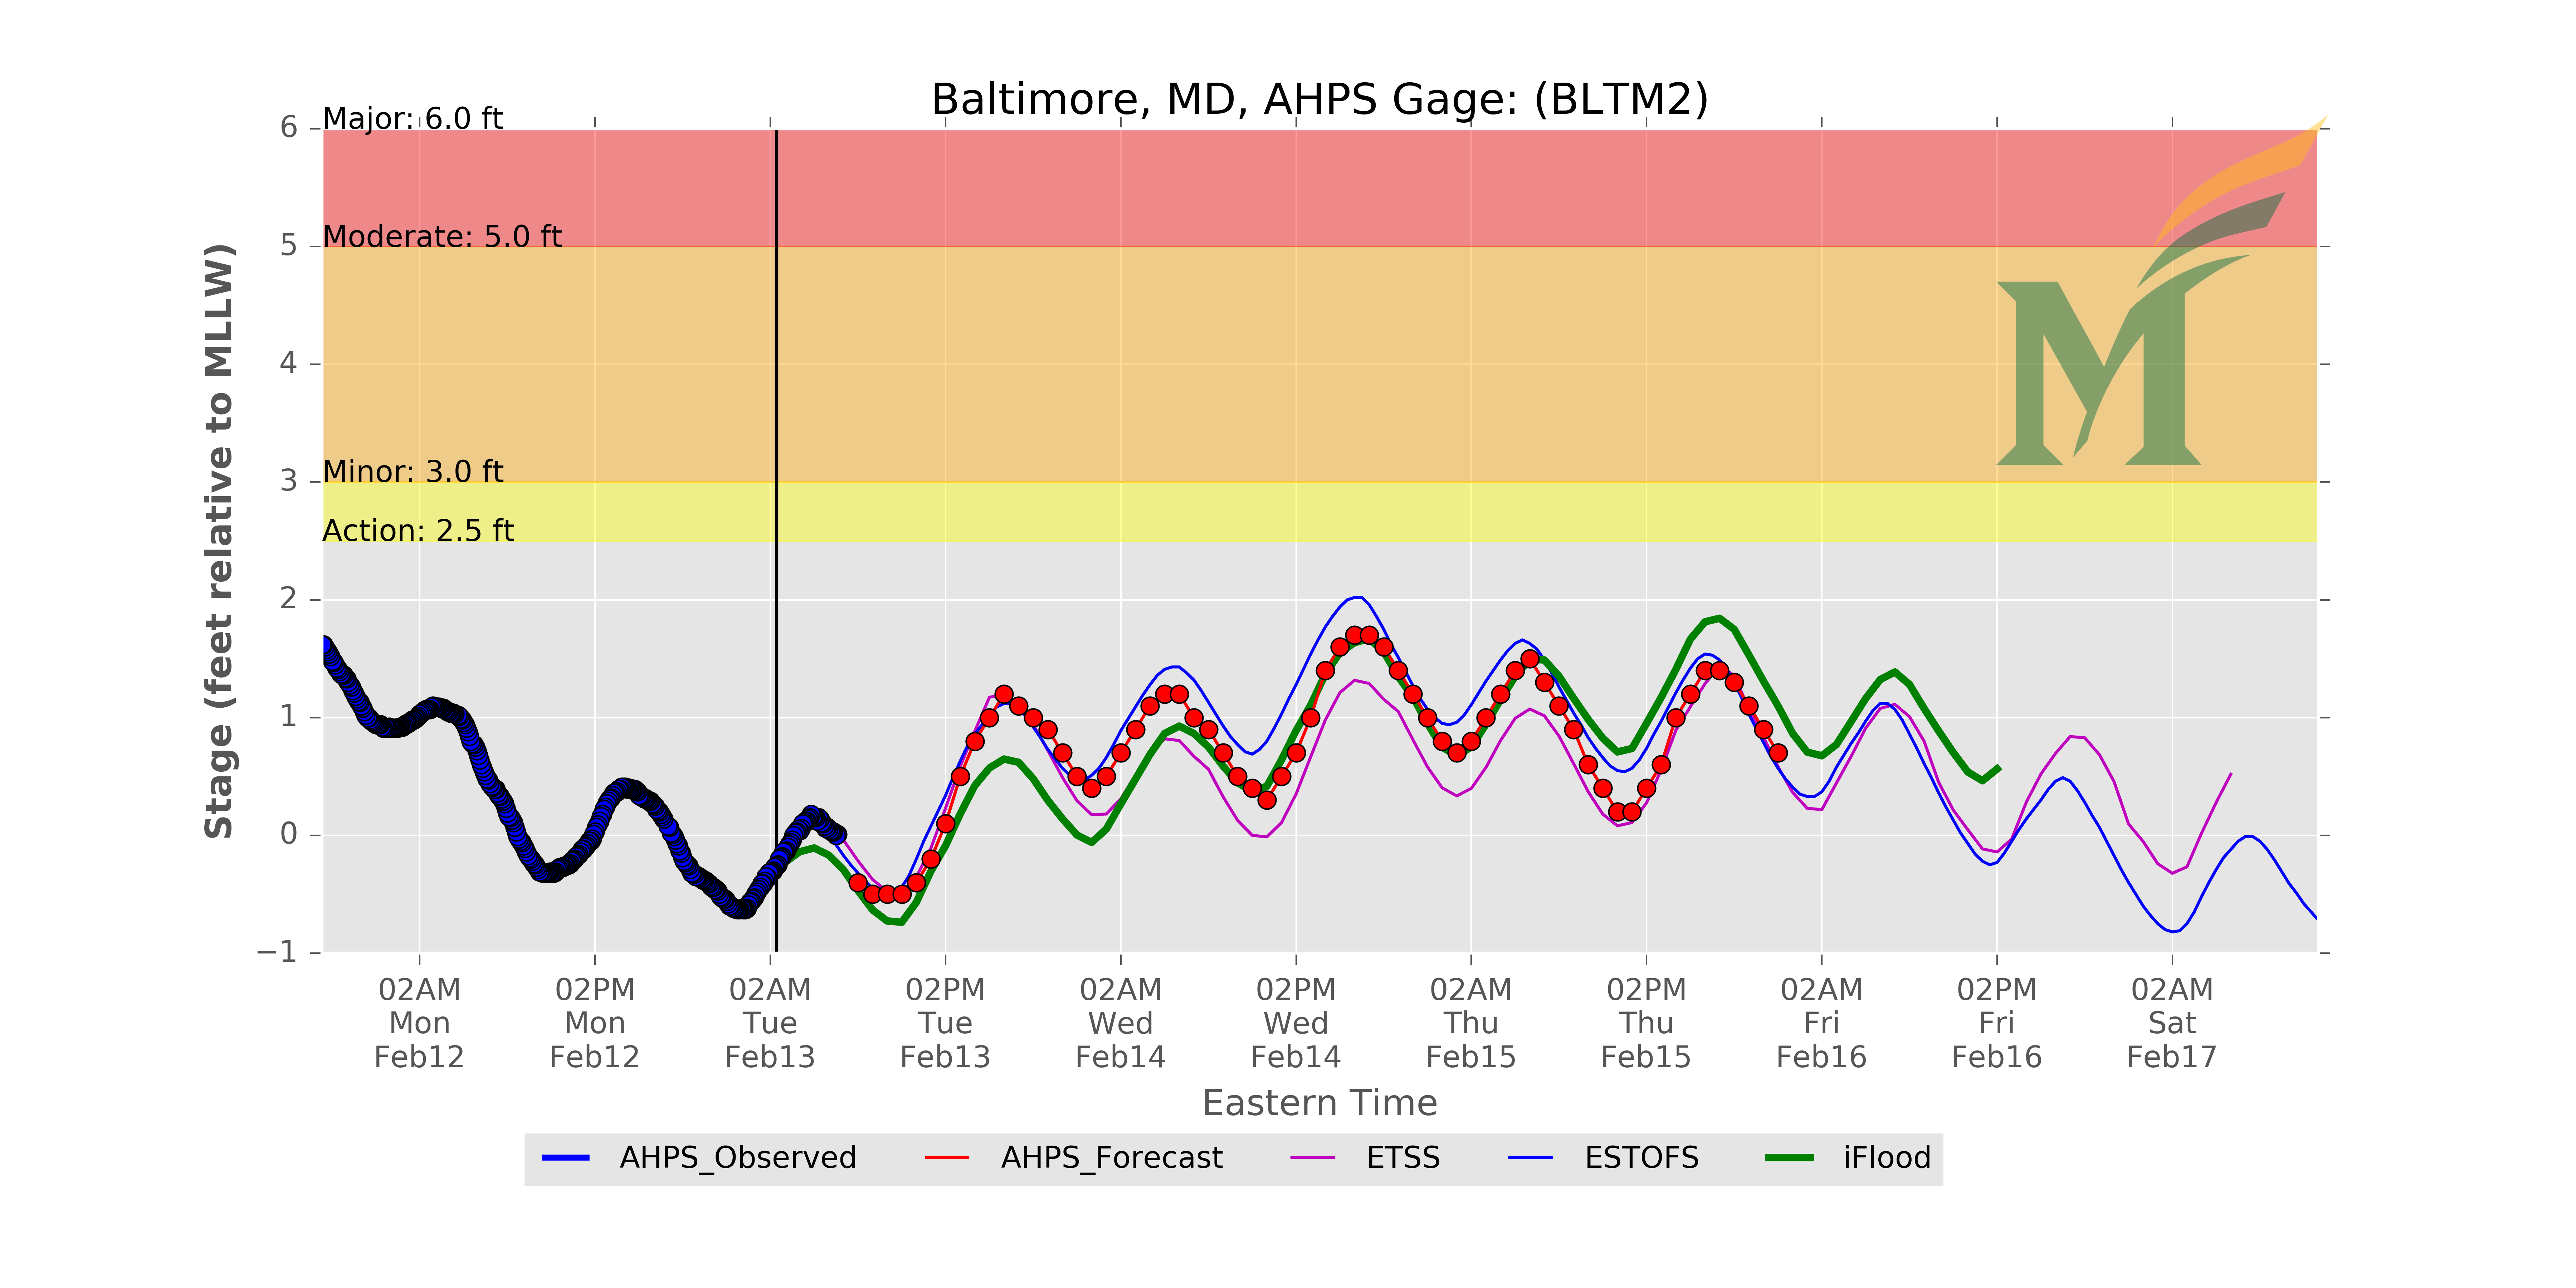 Baltimore, MD, AHPS Gage: (BLTM2)
Major: 6.0 ft
Moderate: 5.0 ft
Minor: 3.0 ft
Action: 2.5 ft
6
5
4
3
2
1
0
−1
Stage (feet relative to MLLW)
02AM 02PM 02AM 02PM 02AM 02PM 02AM 02PM 02AM 02PM 02AM
Mon Mon Tue Tue Wed Wed Thu Thu Fri Fri Sat
Feb12 Feb12 Feb13 Feb13 Feb14 Feb14 Feb15 Feb15 Feb16 Feb16 Feb17
Eastern Time
AHPS_Observed AHPS_Forecast ETSS ESTOFS iFlood
M